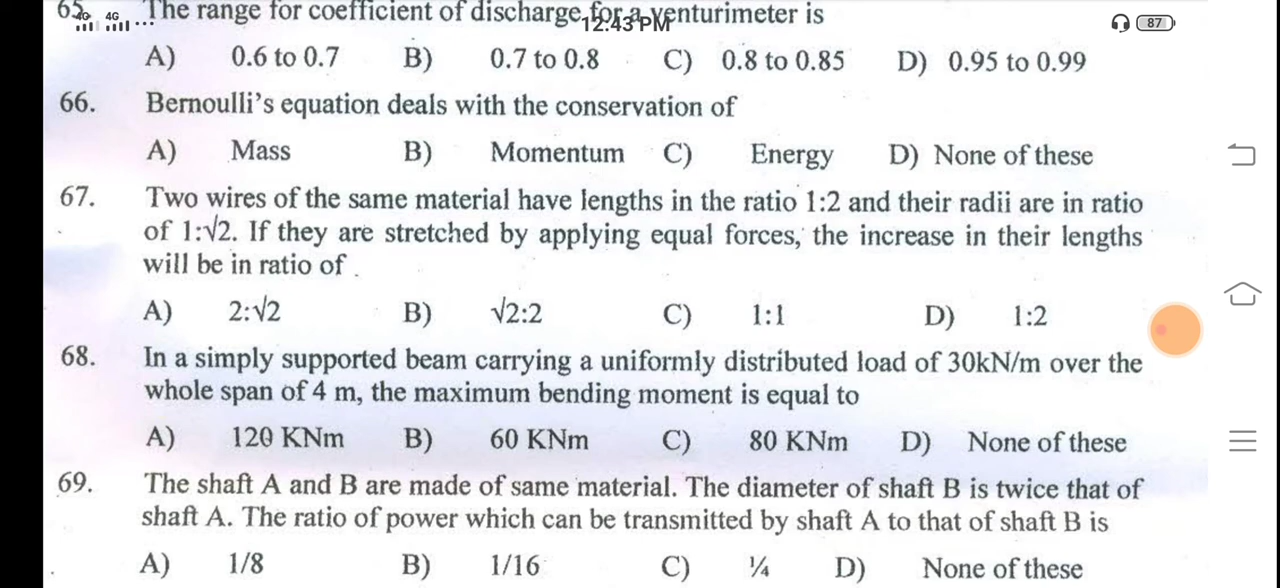 65. The range for coefficient of discharge for a venturimeter is
4G 4G ... 12:43 PM 87
A) 0.6 to 0.7 B) 0.7 to 0.8 C) 0.8 to 0.85 D) 0.95 to 0.99
66. Bernoulli's equation deals with the conservation of
A) Mass B) Momentum C) Energy D) None of these
67. Two wires of the same material have lengths in the ratio 1:2 and their radii are in ratio
of 1:√2. If they are stretched by applying equal forces, the increase in their lengths
will be in ratio of
A) 2:√2 B) √2:2 C) 1:1 D) 1:2
68. In a simply supported beam carrying a uniformly distributed load of 30kN/m over the
whole span of 4 m, the maximum bending moment is equal to
A) 120 KNm B) 60 KNm C) 80 KNm D) None of these
69. The shaft A and B are made of same material. The diameter of shaft B is twice that of
shaft A. The ratio of power which can be transmitted by shaft A to that of shaft B is
A) 1/8 B) 1/16 C) ¼ D) None of these